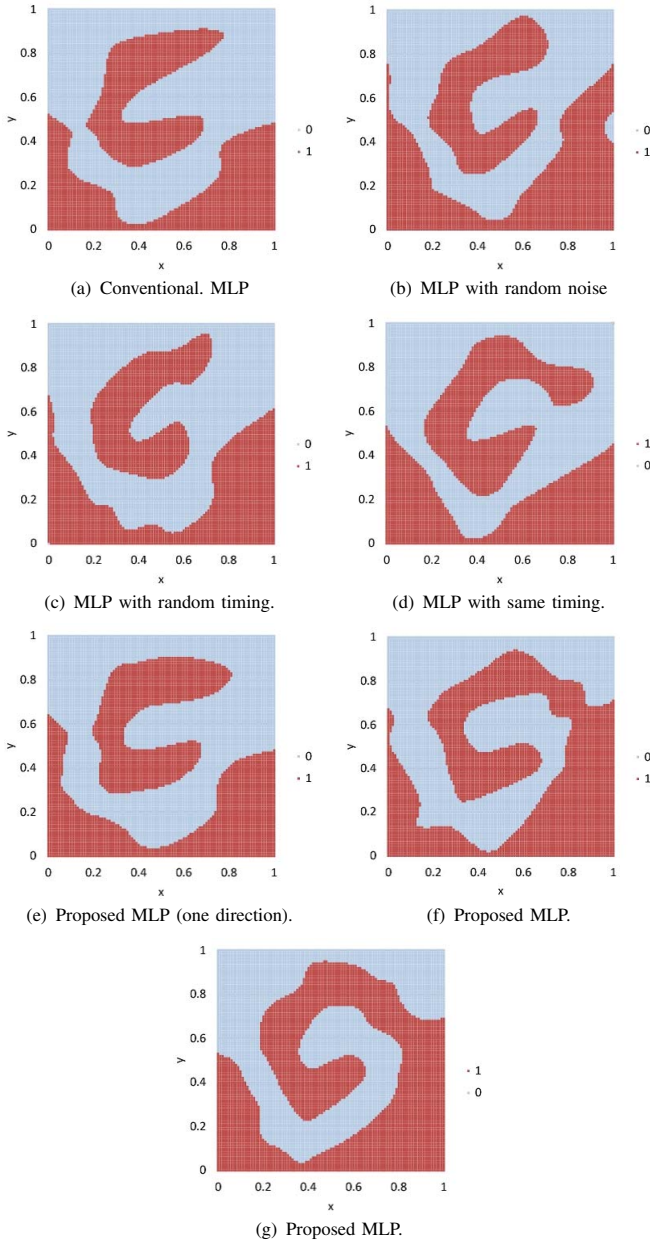 1
0.8
0.6
0.4
0.2
0
y
0 0.2 0.4 0.6 0.8 1
x
0
1
(a) Conventional. MLP
1
0.8
0.6
0.4
0.2
0
y
0 0.2 0.4 0.6 0.8 1
x
0
1
(b) MLP with random noise
1
0.8
0.6
0.4
0.2
0
y
0 0.2 0.4 0.6 0.8 1
x
0
1
(c) MLP with random timing.
1
0.8
0.6
0.4
0.2
0
y
0 0.2 0.4 0.6 0.8 1
x
1
0
(d) MLP with same timing.
1
0.8
0.6
0.4
0.2
0
y
0 0.2 0.4 0.6 0.8 1
x
0
1
(e) Proposed MLP (one direction).
1
0.8
0.6
0.4
0.2
0
y
0 0.2 0.4 0.6 0.8 1
x
0
1
(f) Proposed MLP.
1
0.8
0.6
0.4
0.2
0
y
0 0.2 0.4 0.6 0.8 1
x
1
0
(g) Proposed MLP.